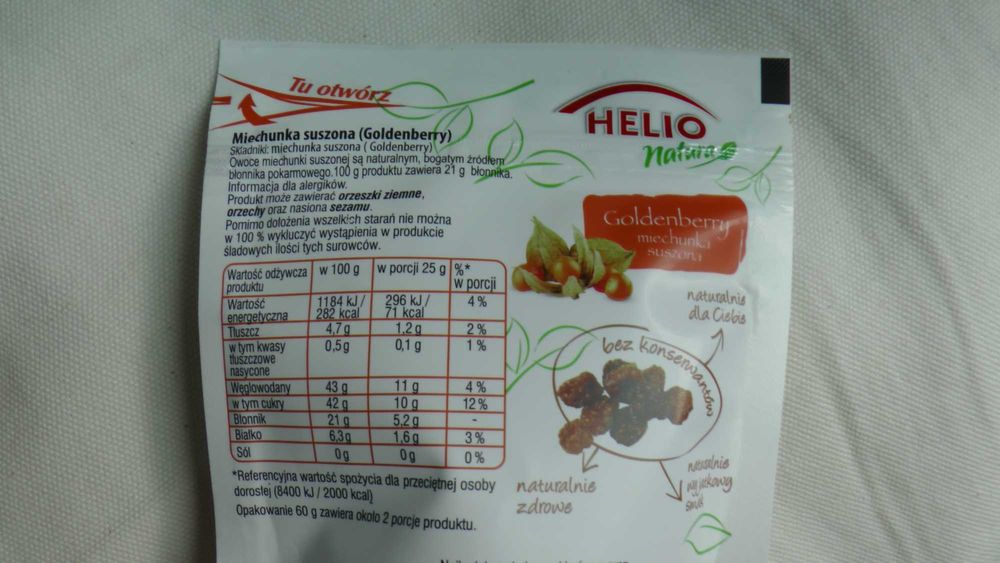 Tu otwórz
Miechunka suszona (Goldenberry)
Składniki: miechunka suszona ( Goldenberry)
Owoce miechunki suszonej są naturalnym, bogatym źródłem
błonnika pokarmowego.100 g produktu zawiera 21 g błonnika.
Informacja dla alergików.
Produkt może zawierać orzeszki ziemne,
orzechy oraz nasiona sezamu.
Pomimo dołożenia wszelkich starań nie można
w 100 % wykluczyć wystąpienia w produkcie
śladowych ilości tych surowców.
Wartość odżywcza produktu w 100 g w porcji 25 g %* w porcji
Wartość energetyczna 1184 kJ / 282 kcal 296 kJ / 71 kcal 4 %
Tłuszcz 4,7 g 1,2 g 2 %
w tym kwasy tłuszczowe nasycone 0,5 g 0,1 g 1 %
Węglowodany 43 g 11 g 4 %
w tym cukry 42 g 10 g 12 %
Błonnik 21 g 5,2 g -
Białko 6,3 g 1,6 g 3 %
Sól 0 g 0 g 0 %
*Referencyjna wartość spożycia dla przeciętnej osoby
dorosłej (8400 kJ / 2000 kcal)
Opakowanie 60 g zawiera około 2 porcje produktu.
HELIO
Natura
Goldenberry
miechunka
suszona
naturalnie
dla Ciebie
bez konserwantów
naturalnie
zdrowe
naturalnie
wyjątkowy
smak